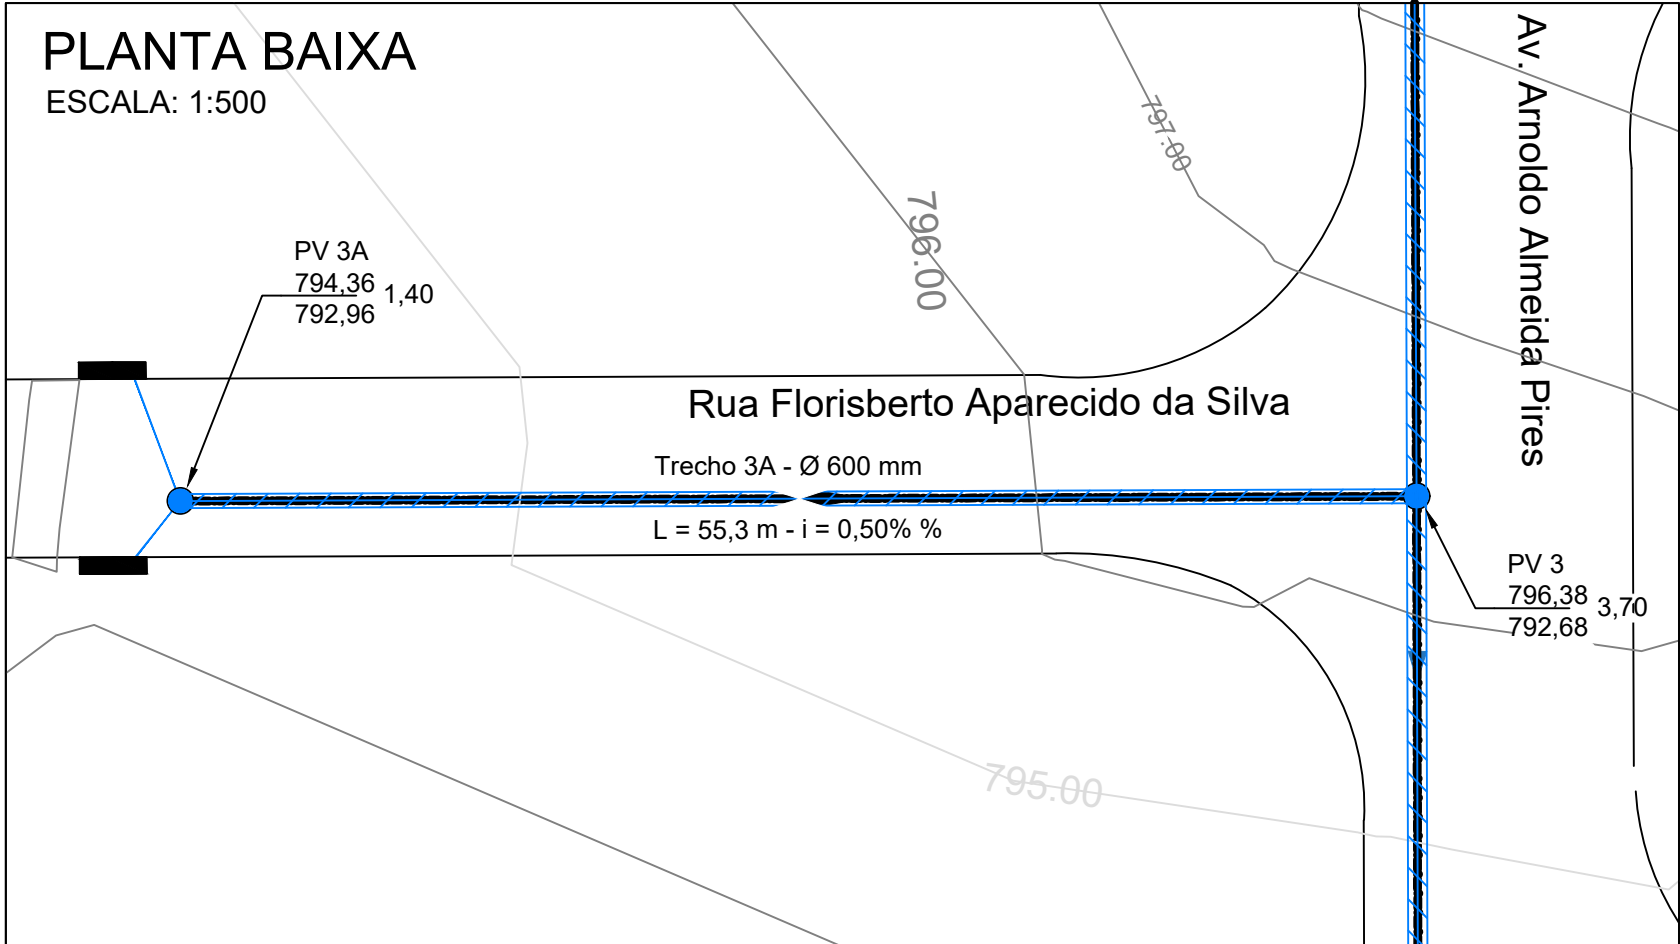 PLANTA BAIXA
ESCALA: 1:500
Av. Arnoldo Almeida Pires
797.00
796.00
PV 3A
794,36
1,40
792,96
Rua Florisberto Aparecido da Silva
Trecho 3A - Ø 600 mm
L = 55,3 m - i = 0,50% %
PV 3
796,38
3,70
792,68
795.00